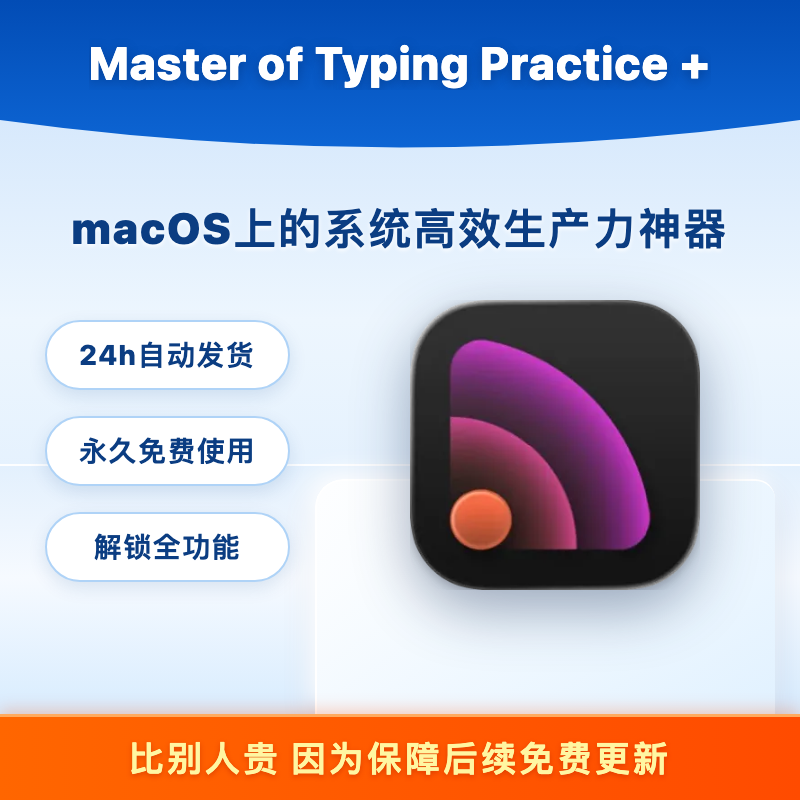 Master of Typing Practice +
macOS上的系统高效生产力神器
24h自动发货
永久免费使用
解锁全功能
比别人贵 因为保障后续免费更新